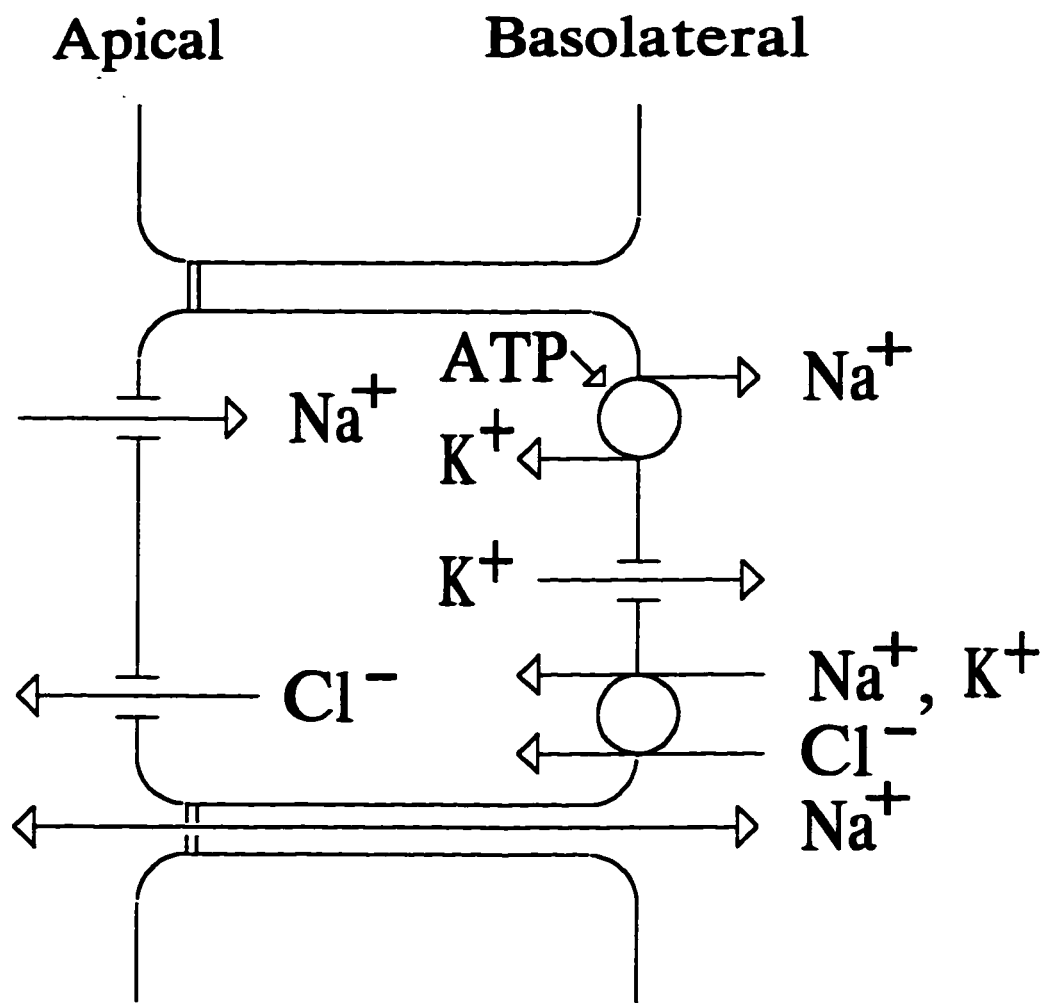 Apical Basolateral
ATP Na⁺
Na⁺
K⁺
K⁺
Na⁺, K⁺
Cl⁻
Cl⁻
Na⁺